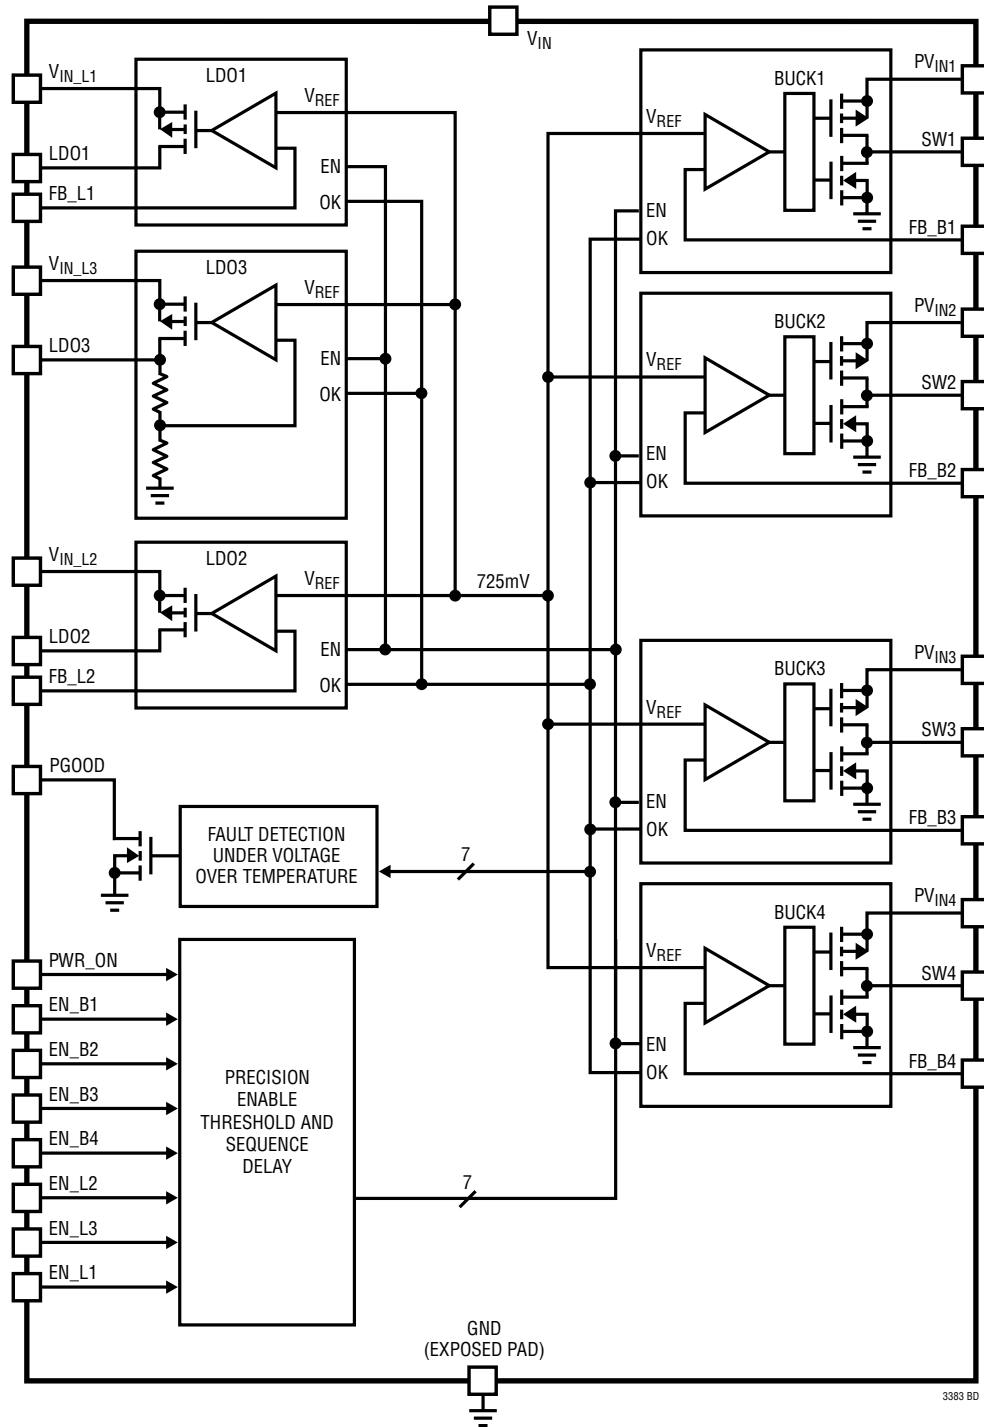 VIN
VIN_L1
LDO1
FB_L1
LDO1
VREF
EN
OK
VIN_L3
LDO3
LDO3
VREF
EN
OK
VIN_L2
LDO2
FB_L2
LDO2
VREF
EN
OK
725mV
BUCK1
VREF
EN
OK
PVIN1
SW1
FB_B1
BUCK2
VREF
EN
OK
PVIN2
SW2
FB_B2
BUCK3
VREF
EN
OK
PVIN3
SW3
FB_B3
BUCK4
VREF
EN
OK
PVIN4
SW4
FB_B4
PGOOD
FAULT DETECTION
UNDER VOLTAGE
OVER TEMPERATURE
7
PWR_ON
EN_B1
EN_B2
EN_B3
EN_B4
EN_L2
EN_L3
EN_L1
PRECISION
ENABLE
THRESHOLD AND
SEQUENCE
DELAY
7
GND
(EXPOSED PAD)
3383 BD